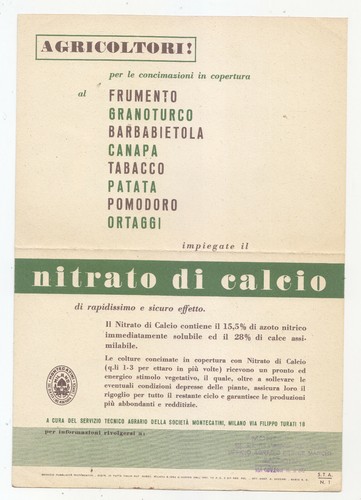 AGRICOLTORI!
per le concimazioni in copertura
al FRUMENTO
GRANOTURCO
BARBABIETOLA
CANAPA
TABACCO
PATATA
POMODORO
ORTAGGI
impiegate il
nitrato di calcio
di rapidissimo e sicuro effetto.
Il Nitrato di Calcio contiene il 15,5% di azoto nitrico
immediatamente solubile ed il 28% di calce assi-
milabile.
Le colture concimate in copertura con Nitrato di Calcio
(q.li 1-3 per ettaro in più volte) ricevono un pronto ed
energico stimolo vegetativo, il quale, oltre a sollevare le
eventuali condizioni depresse delle piante, assicura loro il
rigoglio per tutto il restante ciclo e garantisce le produzioni
più abbondanti e redditizie.
A CURA DEL SERVIZIO TECNICO AGRARIO DELLA SOCIETÀ MONTECATINI, MILANO VIA FILIPPO TURATI 18
per informazioni rivolgersi a:
S.T.A.
N. 1